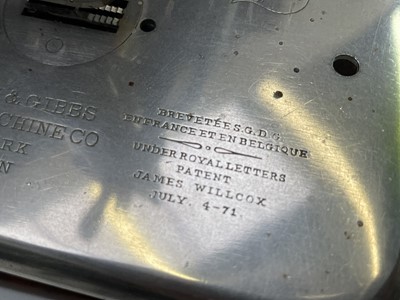 & GIBBS
CHINE CO
RK
N
BREVETÉE S.G.D.G.
EN FRANCE ET EN BELGIQUE
UNDER ROYAL LETTERS
PATENT
JAMES WILLCOX
JULY. 4-71.